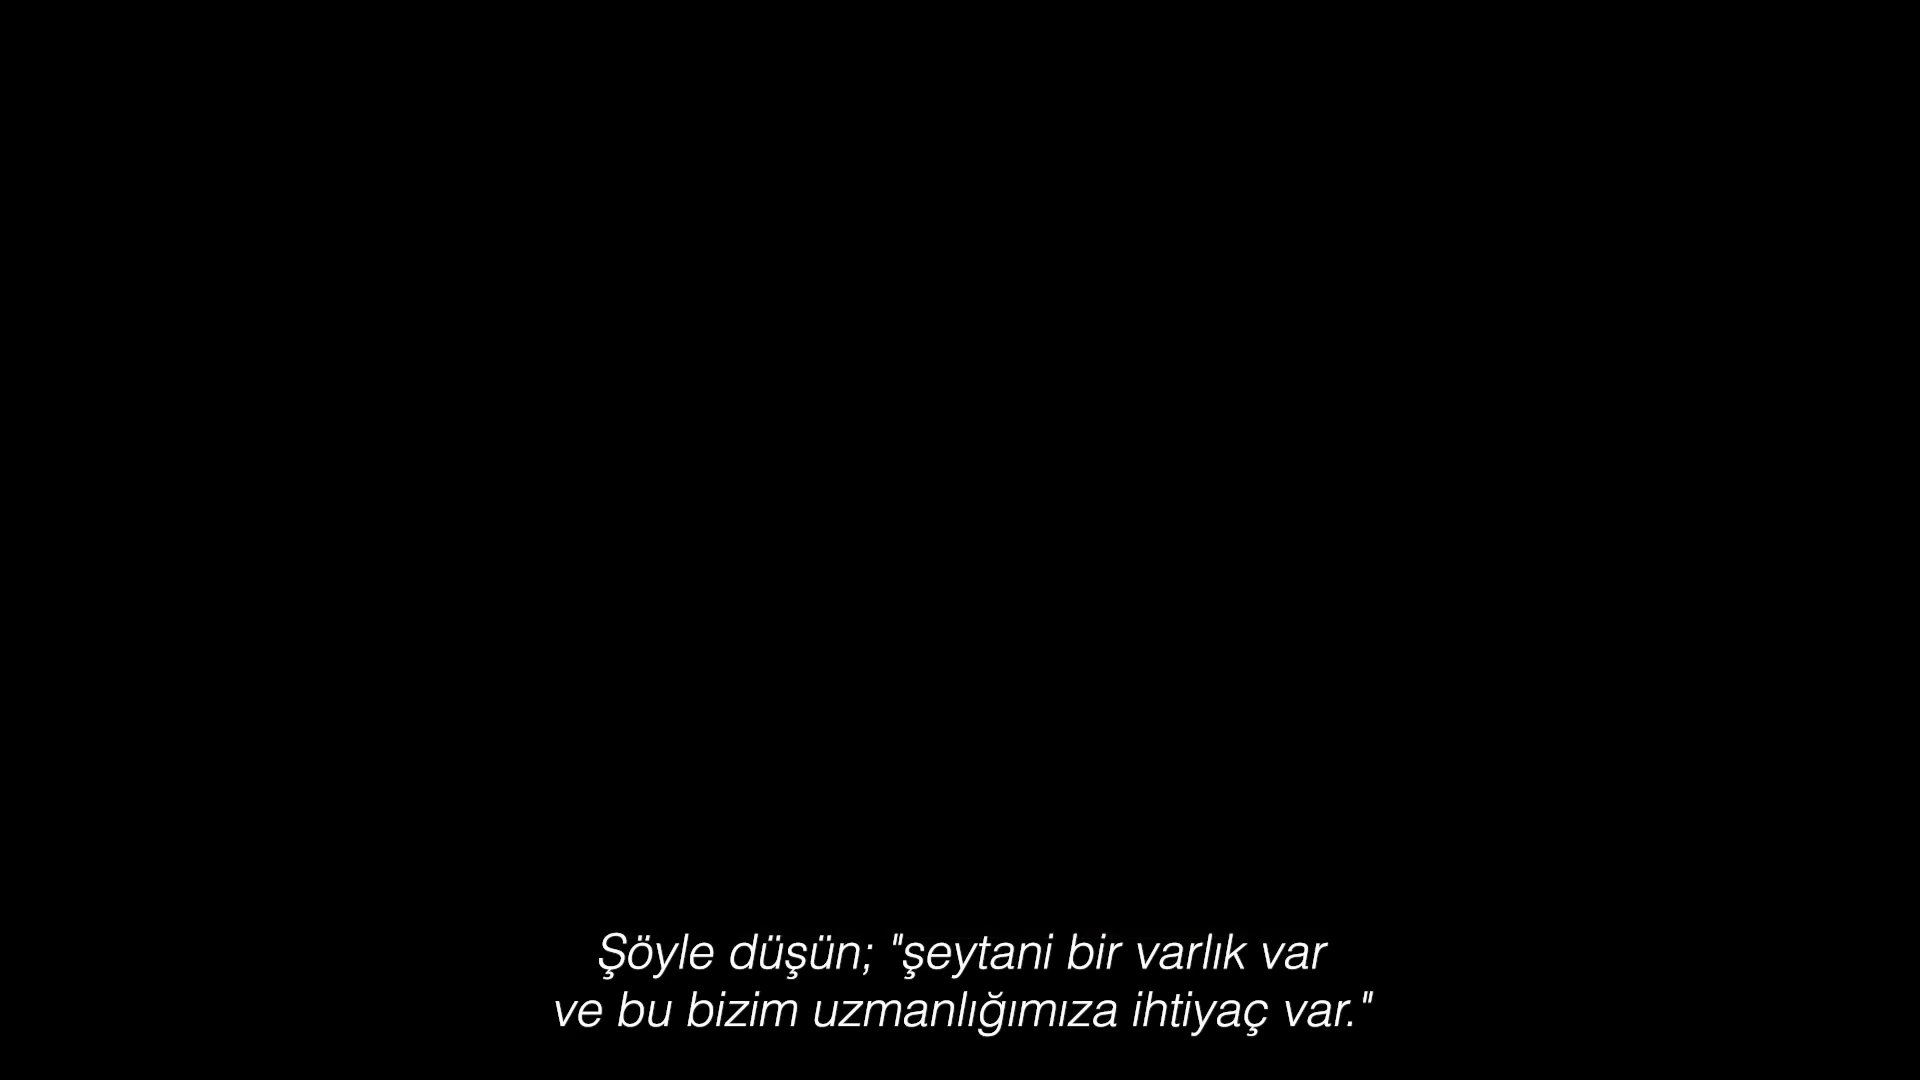 Şöyle düşün; "şeytani bir varlık var
ve bu bizim uzmanlığımıza ihtiyaç var."